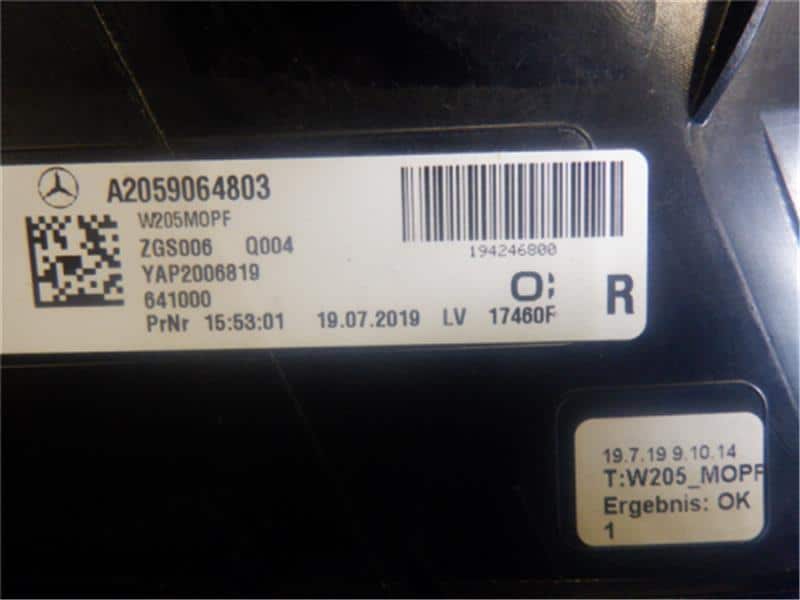 A2059064803
W205MOPF
ZGS006 Q004
YAP2006819
641000
PrNr 15:53:01 19.07.2019 LV 17460F
194246800
R
19.7.19 9.10.14
T:W205_MOPF
Ergebnis: OK
1